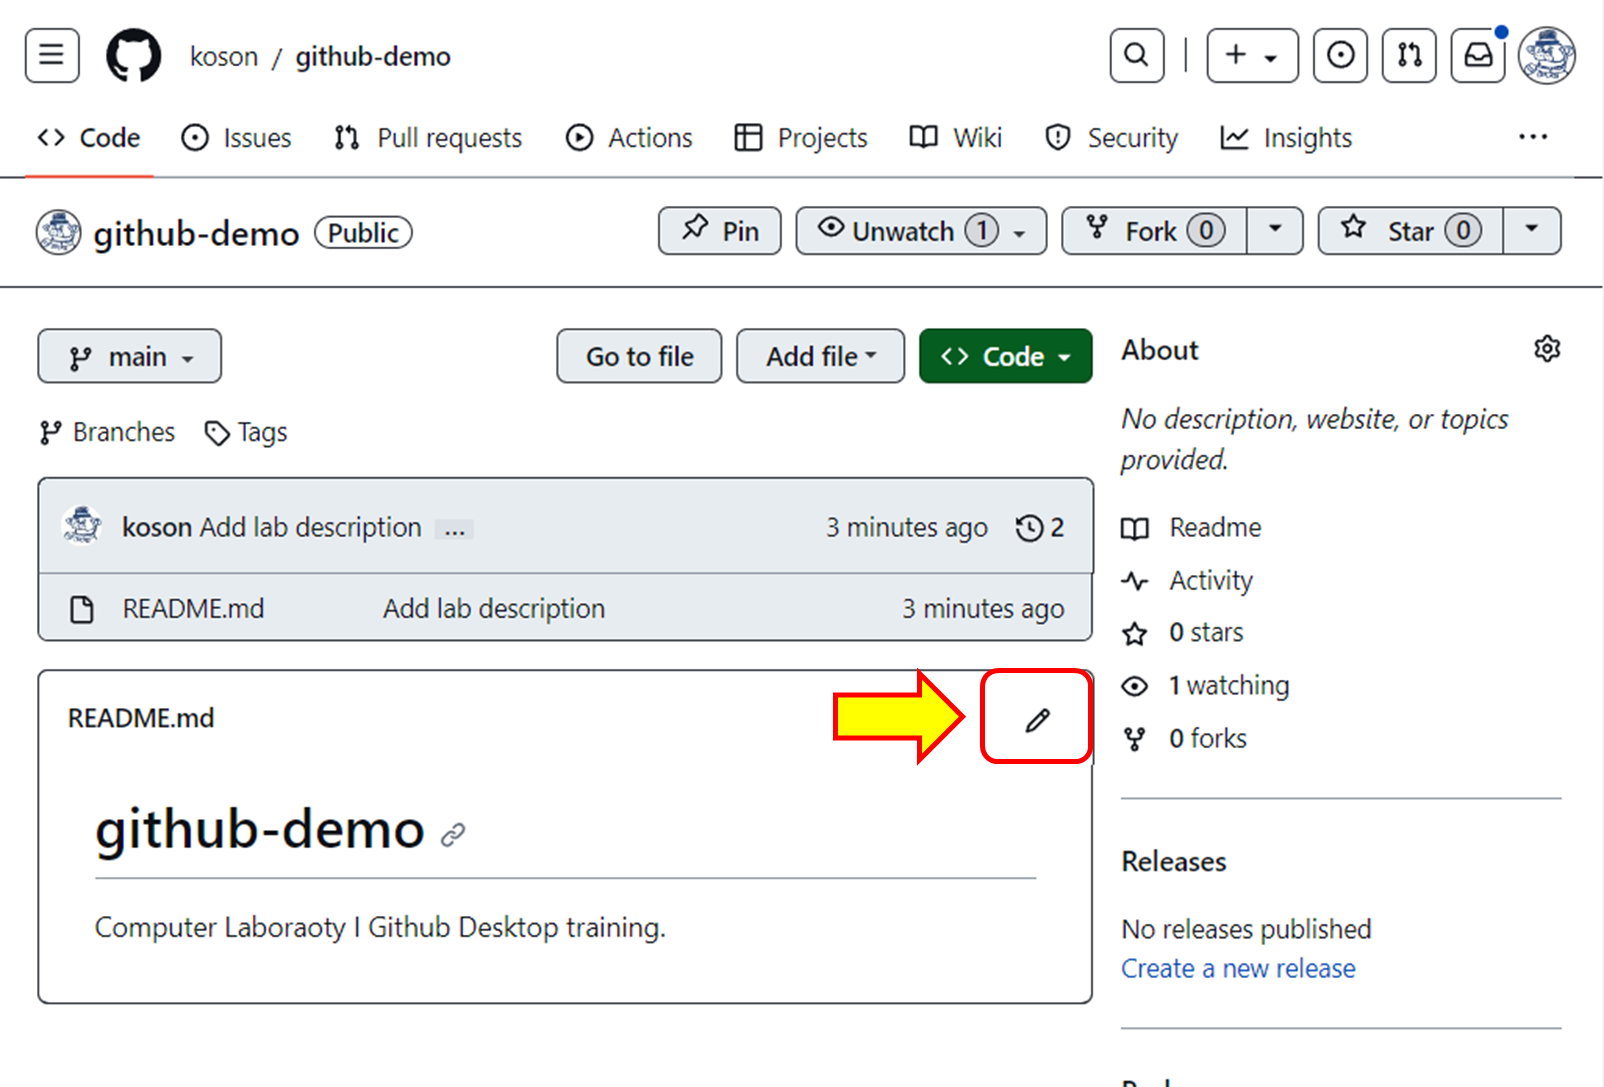 koson / github-demo
Code Issues Pull requests Actions Projects Wiki Security Insights ...
github-demo Public Pin Unwatch 1 Fork 0 Star 0
main Go to file Add file Code
Branches Tags
koson Add lab description ... 3 minutes ago 2
README.md Add lab description 3 minutes ago
README.md
github-demo
Computer Laboraoty I Github Desktop training.
About
No description, website, or topics
provided.
Readme
Activity
0 stars
1 watching
0 forks
Releases
No releases published
Create a new release